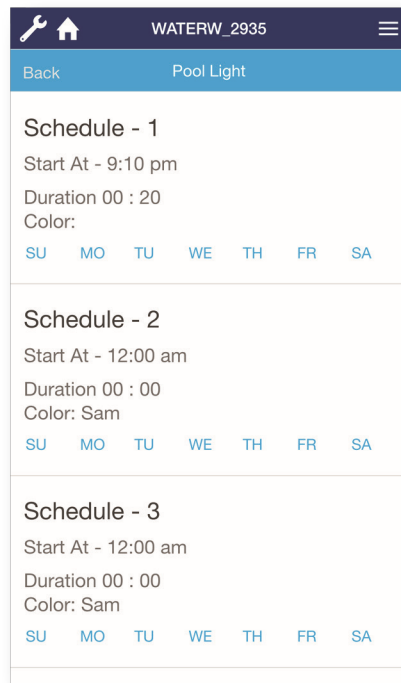 WATERW_2935
Back Pool Light
Schedule - 1
Start At - 9:10 pm
Duration 00 : 20
Color:
SU MO TU WE TH FR SA
Schedule - 2
Start At - 12:00 am
Duration 00 : 00
Color: Sam
SU MO TU WE TH FR SA
Schedule - 3
Start At - 12:00 am
Duration 00 : 00
Color: Sam
SU MO TU WE TH FR SA